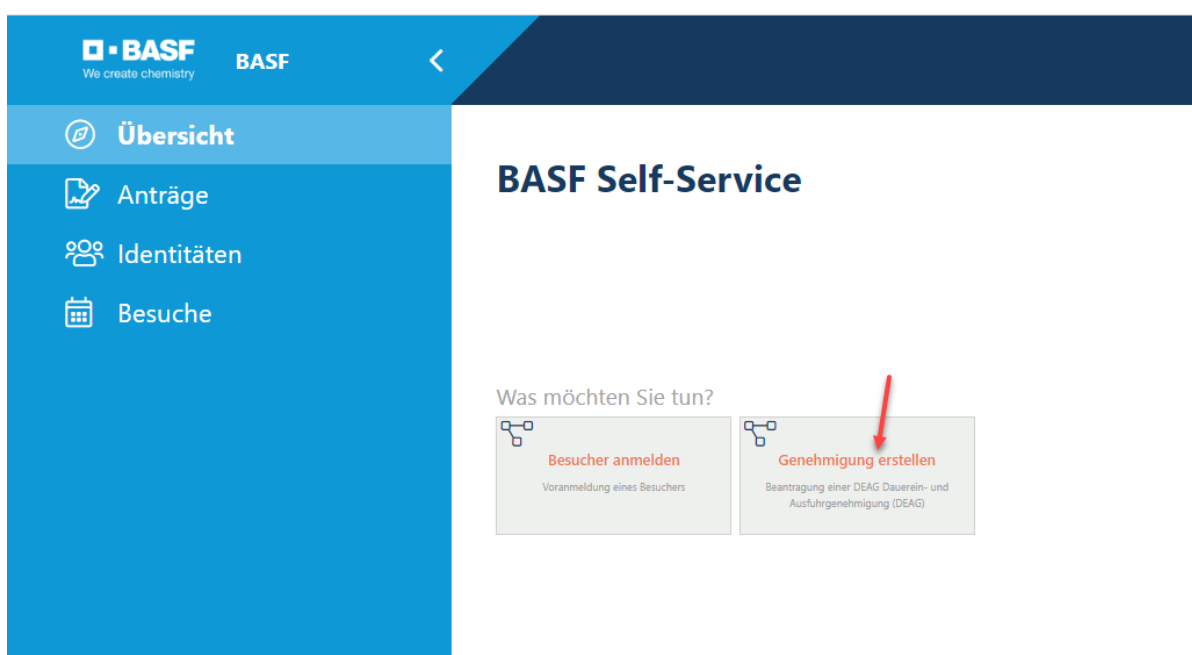 BASF
We create chemistry
BASF
Übersicht
Anträge
Identitäten
Besuche
BASF Self-Service
Was möchten Sie tun?
Besucher anmelden
Voranmeldung eines Besuchers
Genehmigung erstellen
Beantragung einer DEAG Dauerein- und
Ausfuhrgenehmigung (DEAG)